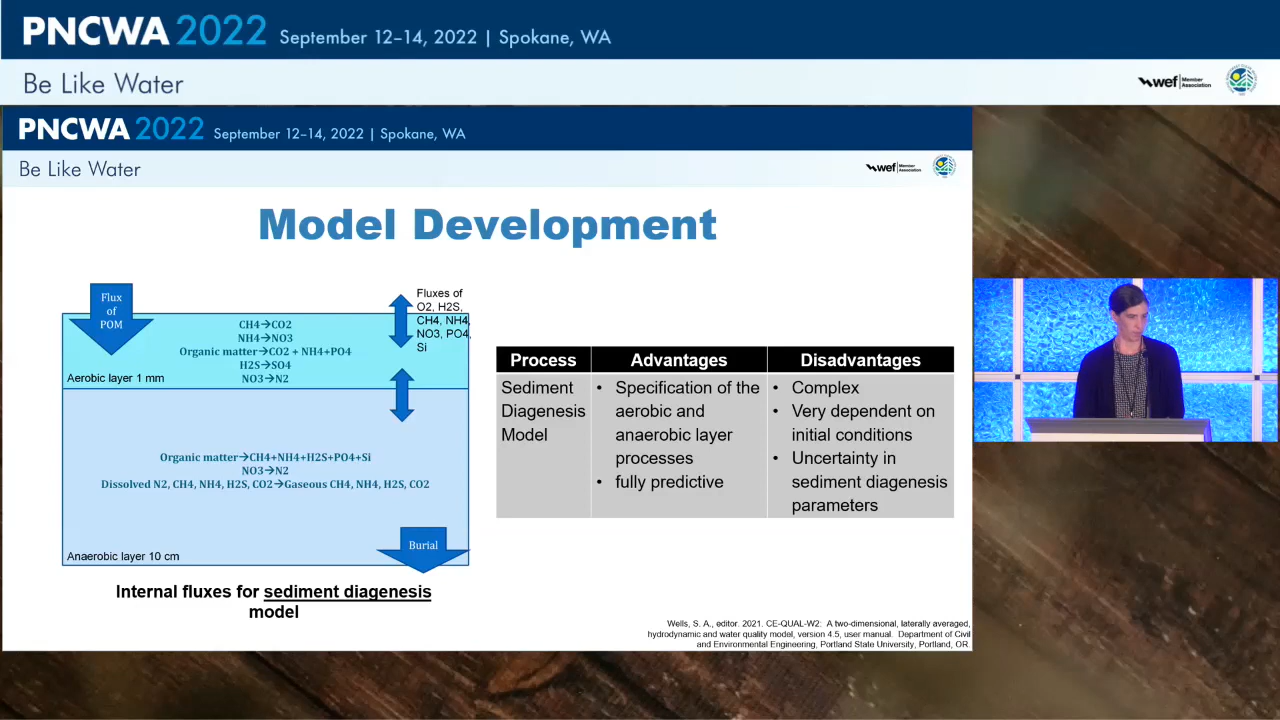 PNCWA 2022 September 12–14, 2022 | Spokane, WA
Be Like Water
wef Member Association
PNCWA 2022 September 12–14, 2022 | Spokane, WA
Be Like Water
wef Member Association
Model Development
Flux
of
POM
Fluxes of
O2, H2S,
CH4, NH4,
NO3, PO4,
Si
CH4→CO2
NH4→NO3
Organic matter→CO2 + NH4+PO4
H2S→SO4
NO3→N2
Aerobic layer 1 mm
Organic matter→CH4+NH4+H2S+PO4+Si
NO3→N2
Dissolved N2, CH4, NH4, H2S, CO2→Gaseous CH4, NH4, H2S, CO2
Anaerobic layer 10 cm
Burial
Internal fluxes for sediment diagenesis
model
Process Advantages Disadvantages
Sediment
Diagenesis
Model
• Specification of the
aerobic and
anaerobic layer
processes
• fully predictive
• Complex
• Very dependent on
initial conditions
• Uncertainty in
sediment diagenesis
parameters
Wells, S. A., editor. 2021. CE-QUAL-W2: A two-dimensional, laterally averaged,
hydrodynamic and water quality model, version 4.5, user manual. Department of Civil
and Environmental Engineering, Portland State University, Portland, OR.